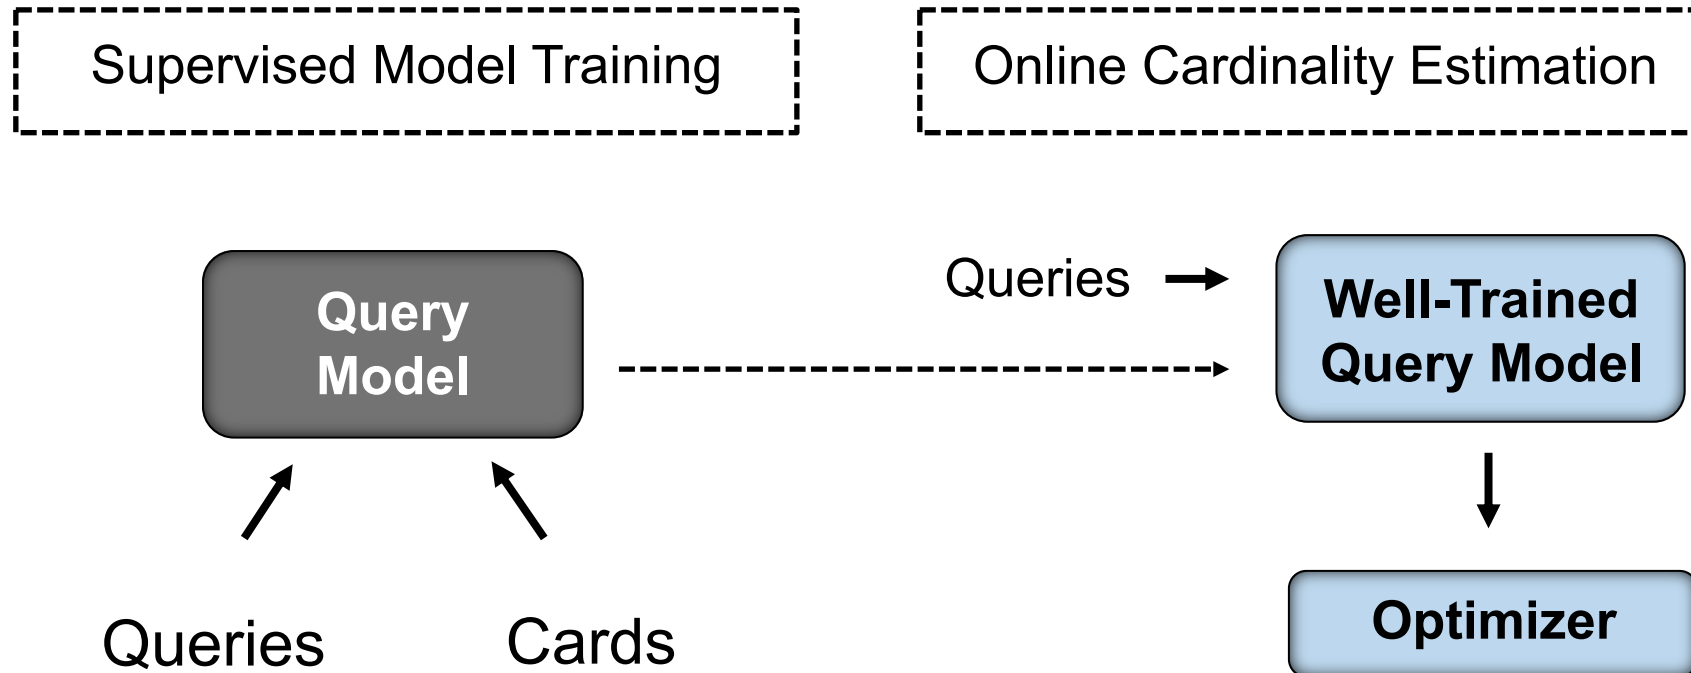 Supervised Model Training
Online Cardinality Estimation
Query
Model
Queries
Well-Trained
Query Model
Queries
Cards
Optimizer